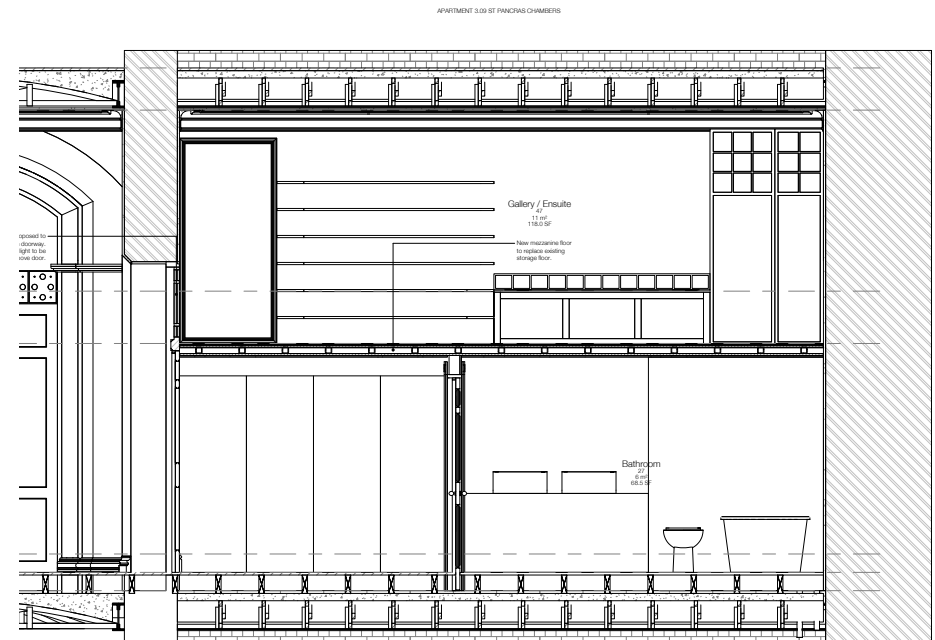 APARTMENT 3.09 ST PANCRAS CHAMBERS
Gallery / Ensuite
47
11 m²
118.0 SF
New mezzanine floor
to replace existing
storage floor.
oposed to
doorway.
light to be
ove door.
Bathroom
27
6 m²
68.5 SF